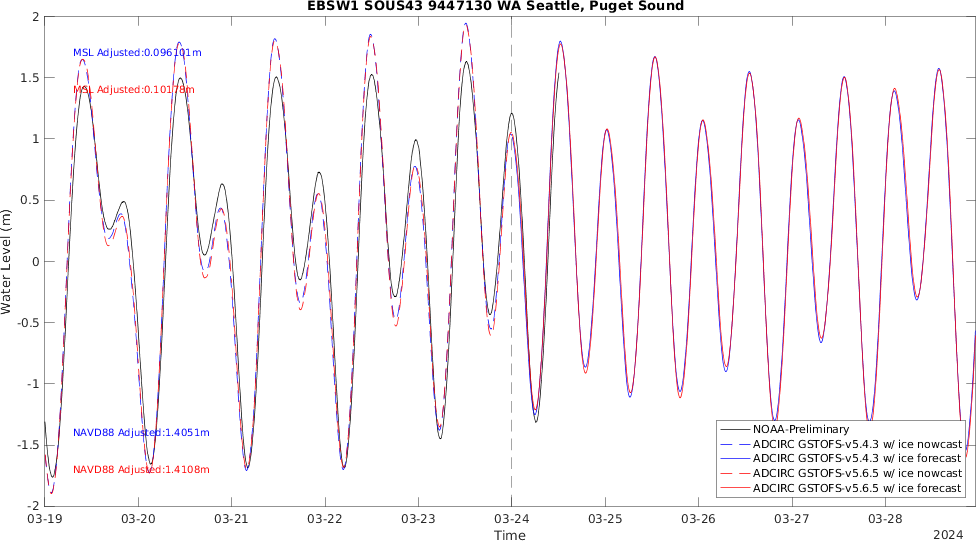 EBSW1 SOUS43 9447130 WA Seattle, Puget Sound
2
1.5
1
0.5
0
-0.5
-1
-1.5
-2
Water Level (m)
MSL Adjusted:0.096101m
MSL Adjusted:0.10178m
NAVD88 Adjusted:1.4051m
NAVD88 Adjusted:1.4108m
NOAA-Preliminary
ADCIRC GSTOFS-v5.4.3 w/ ice nowcast
ADCIRC GSTOFS-v5.4.3 w/ ice forecast
ADCIRC GSTOFS-v5.6.5 w/ ice nowcast
ADCIRC GSTOFS-v5.6.5 w/ ice forecast
03-19 03-20 03-21 03-22 03-23 03-24 03-25 03-26 03-27 03-28
Time
2024